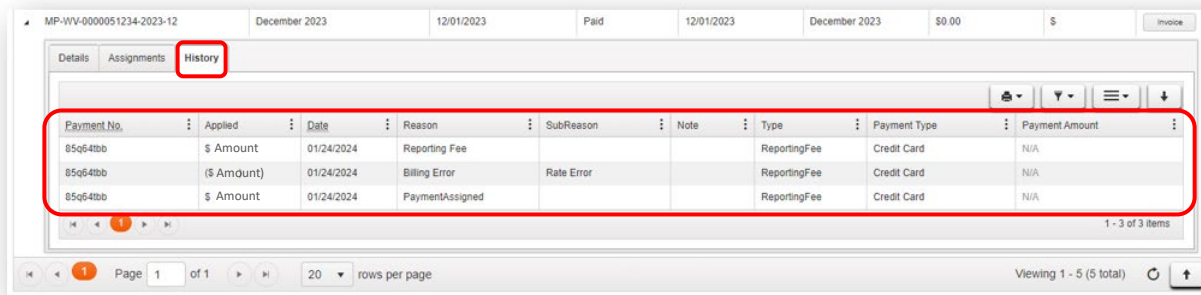 MP-WV-0000051234-2023-12 December 2023 12/01/2023 Paid 12/01/2023 December 2023 $0.00 $ Invoice
Details Assignments History
Payment No. Applied Date Reason SubReason Note Type Payment Type Payment Amount
85q64tbb $ Amount 01/24/2024 Reporting Fee ReportingFee Credit Card N/A
85q64tbb ($ Amount) 01/24/2024 Billing Error Rate Error ReportingFee Credit Card N/A
85q64tbb $ Amount 01/24/2024 PaymentAssigned ReportingFee Credit Card N/A
1 1 - 3 of 3 items
1 Page 1 of 1 20 rows per page Viewing 1 - 5 (5 total)